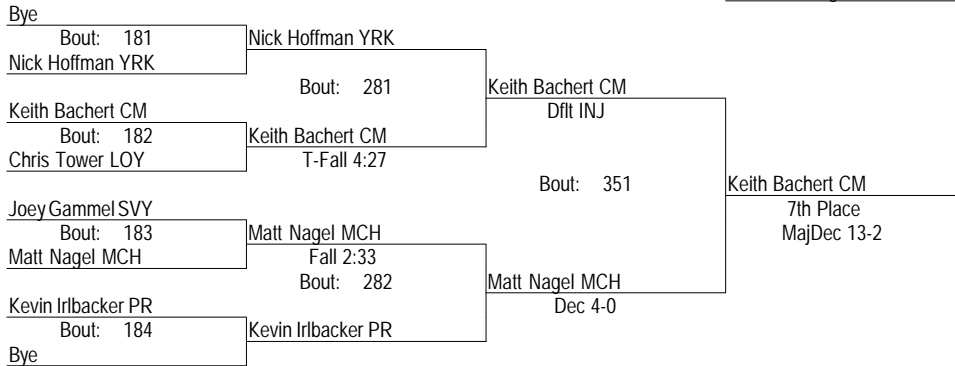 Bye
Bout: 181
Nick Hoffman YRK
Nick Hoffman YRK
Bout: 281
Keith Bachert CM
Keith Bachert CM
Dflt INJ
Bout: 182
Keith Bachert CM
Chris Tower LOY
T-Fall 4:27
Bout: 351
Keith Bachert CM
Joey Gammel SVY
7th Place
Bout: 183
Matt Nagel MCH
MajDec 13-2
Matt Nagel MCH
Fall 2:33
Bout: 282
Matt Nagel MCH
Kevin Irlbacker PR
Dec 4-0
Bout: 184
Kevin Irlbacker PR
Bye